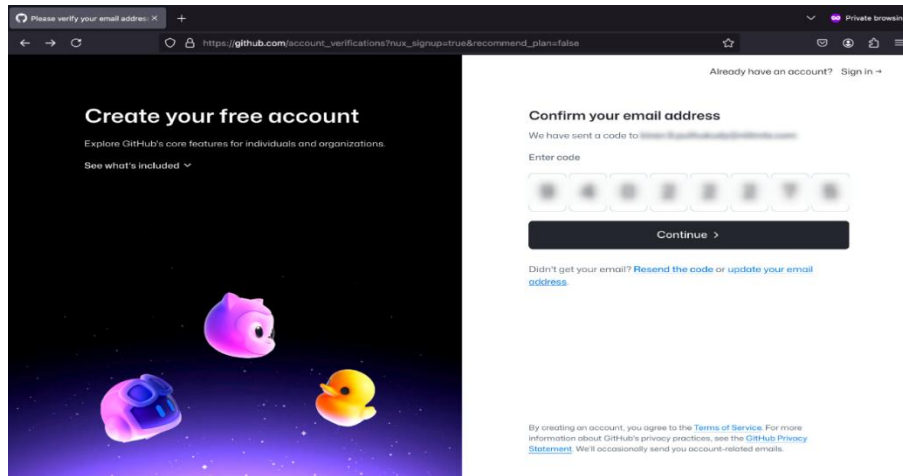 Please verify your email addres
Private browsin
https://github.com/account_verifications?nux_signup=true&recommend_plan=false
Already have an account? Sign in →
Create your free account
Explore GitHub's core features for individuals and organizations.
See what's included
Confirm your email address
We have sent a code to
Enter code
Continue >
Didn't get your email? Resend the code or update your email
address.
By creating an account, you agree to the Terms of Service. For more
information about GitHub's privacy practices, see the GitHub Privacy
Statement. We'll occasionally send you account-related emails.